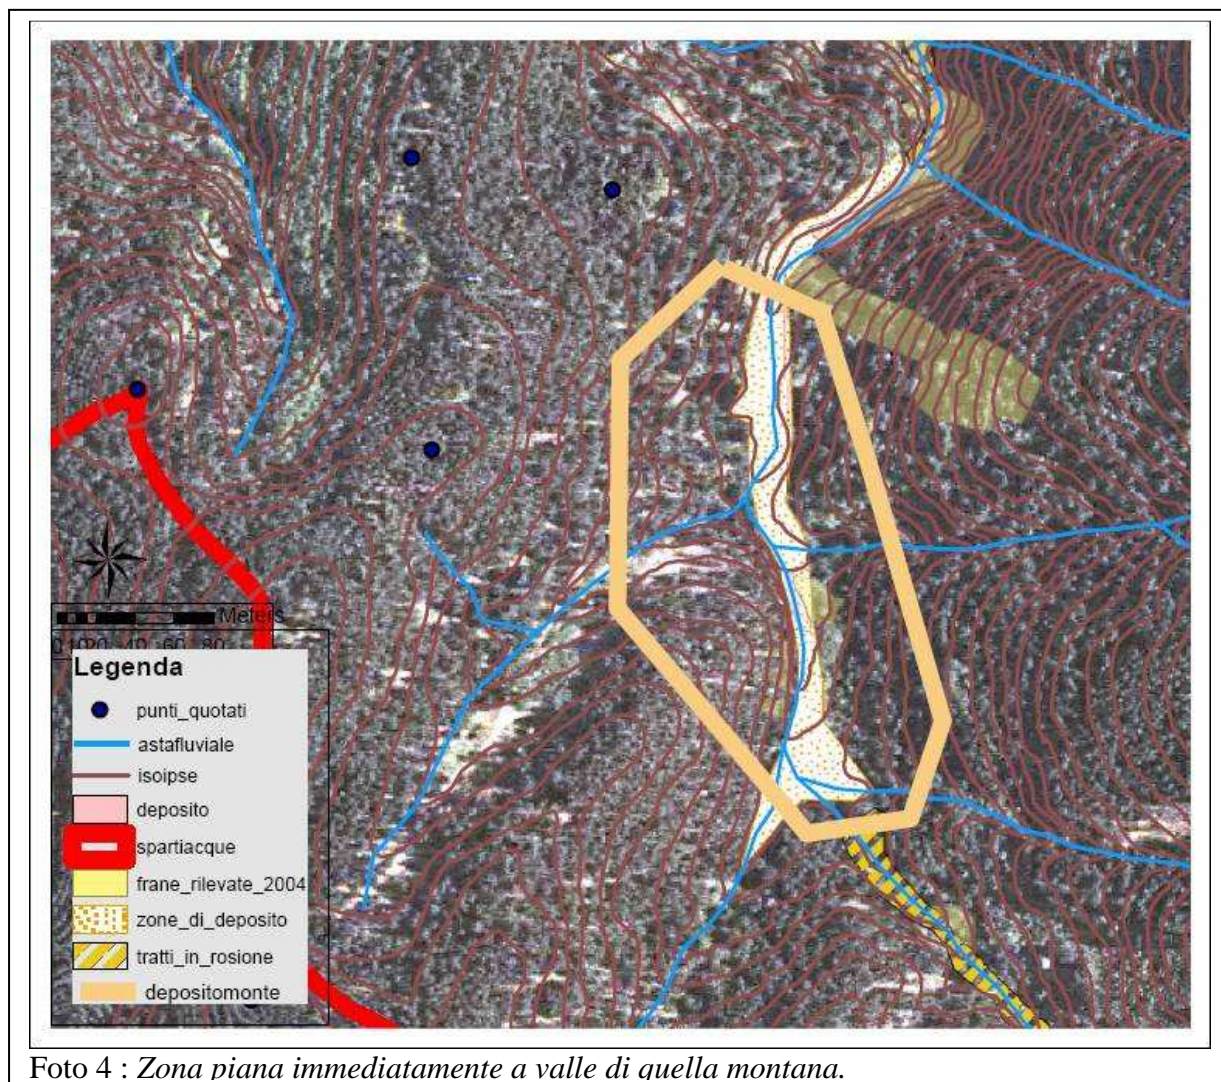 Meters
0 10 20 40 60 80
Legenda
punti_quotati
astafluviale
isoipse
deposito
spartiacque
frane_rilevate_2004
zone_di_deposito
tratti_in_rosione
depositomonte
Foto 4 : Zona piana immediatamente a valle di quella montana.